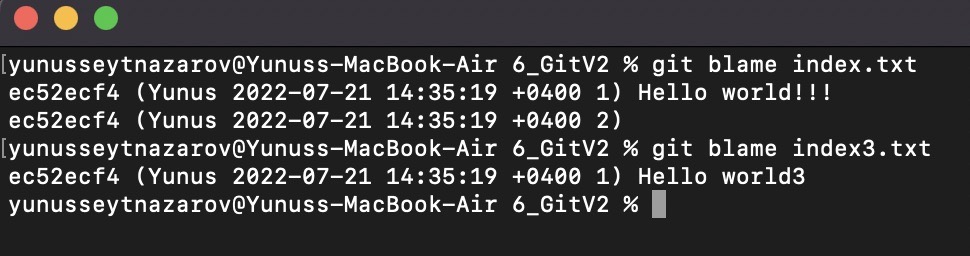 [yunusseytnazarov@Yunuss-MacBook-Air 6_GitV2 % git blame index.txt
ec52ecf4 (Yunus 2022-07-21 14:35:19 +0400 1) Hello world!!!
ec52ecf4 (Yunus 2022-07-21 14:35:19 +0400 2)
[yunusseytnazarov@Yunuss-MacBook-Air 6_GitV2 % git blame index3.txt
ec52ecf4 (Yunus 2022-07-21 14:35:19 +0400 1) Hello world3
yunusseytnazarov@Yunuss-MacBook-Air 6_GitV2 %